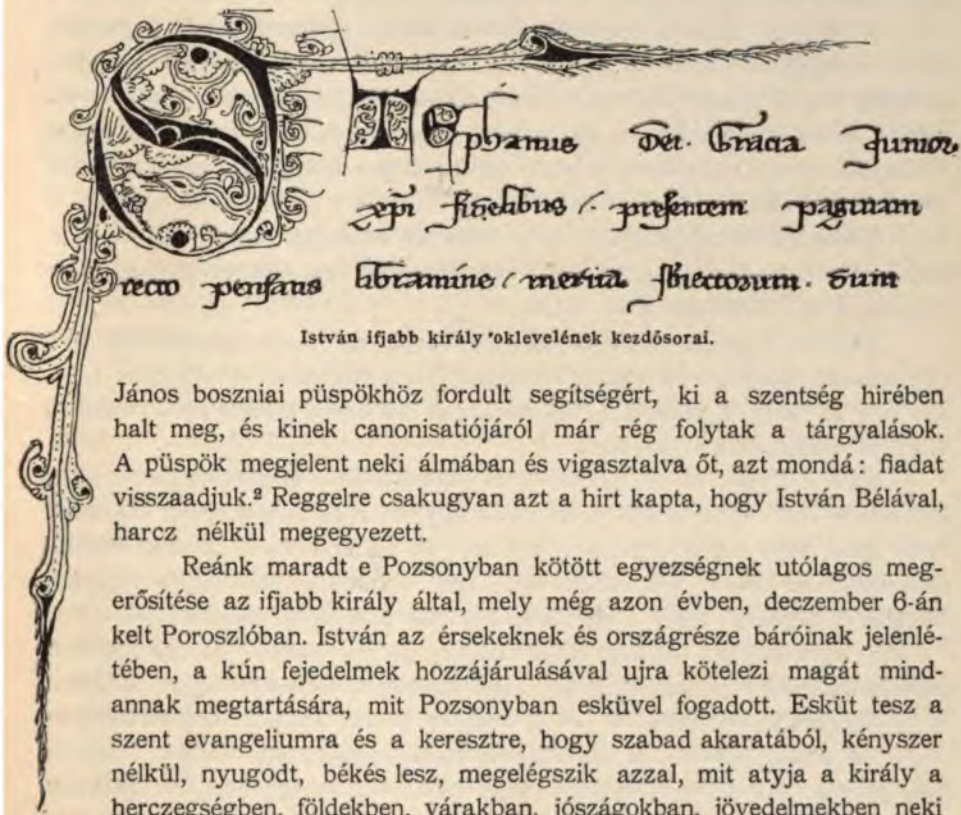 STephanus dei. Gracia Junior
xpi fidelibus /. presentem paginam
recto pensans libramine / merita sbiectorum. dum
István ifjabb király 'oklevelének kezdősorai.
János boszniai püspökhöz fordult segítségért, ki a szentség hirében
halt meg, és kinek canonisatiójáról már rég folytak a tárgyalások.
A püspök megjelent neki álmában és vigasztalva őt, azt mondá: fiadat
visszaadjuk.² Reggelre csakugyan azt a hirt kapta, hogy István Bélával,
harcz nélkül megegyezett.
Reánk maradt e Pozsonyban kötött egyezségnek utólagos meg-
erősítése az ifjabb király által, mely még azon évben, deczember 6-án
kelt Poroszlóban. István az érsekeknek és országrésze báróinak jelenlé-
tében, a kún fejedelmek hozzájárulásával ujra kötelezi magát mind-
annak megtartására, mit Pozsonyban esküvel fogadott. Esküt tesz a
szent evangeliumra és a keresztre, hogy szabad akaratából, kényszer
nélkül, nyugodt, békés lesz, megelégszik azzal, mit atyja a király a
herczegségben, földekben, várakban, jószágokban, jövedelmekben neki